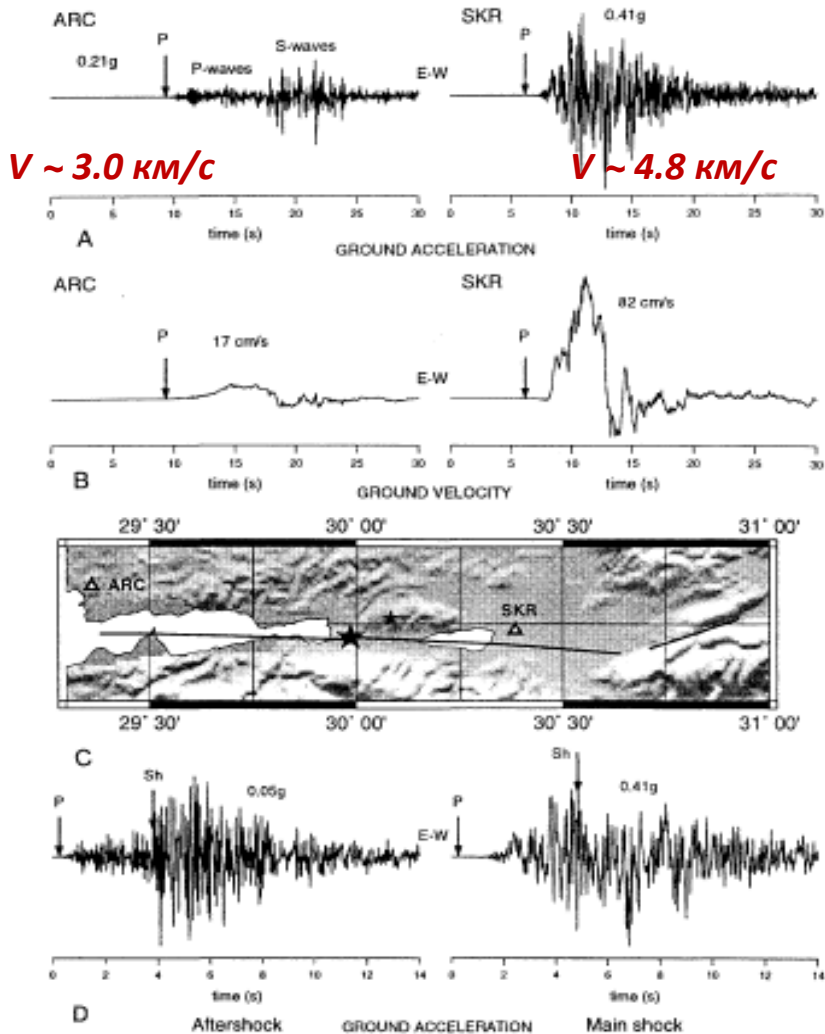 ARC
SKR
P
0.21g
P-waves
S-waves
E-W
P
0.41g
V ~ 3.0 км/с
V ~ 4.8 км/с
0 5 10 15 20 25 30
0 5 10 15 20 25 30
time (s)
time (s)
A
GROUND ACCELERATION
ARC
SKR
P
17 cm/s
E-W
P
82 cm/s
0 5 10 15 20 25 30
0 5 10 15 20 25 30
time (s)
time (s)
B
GROUND VELOCITY
29° 30' 30° 00' 30° 30' 31° 00'
ARC
SKR
29° 30' 30° 00' 30° 30' 31° 00'
C
P
Sh
0.05g
E-W
P
Sh
0.41g
0 2 4 6 8 10 12 14
0 2 4 6 8 10 12 14
time (s)
time (s)
D
Aftershock
GROUND ACCELERATION
Main shock